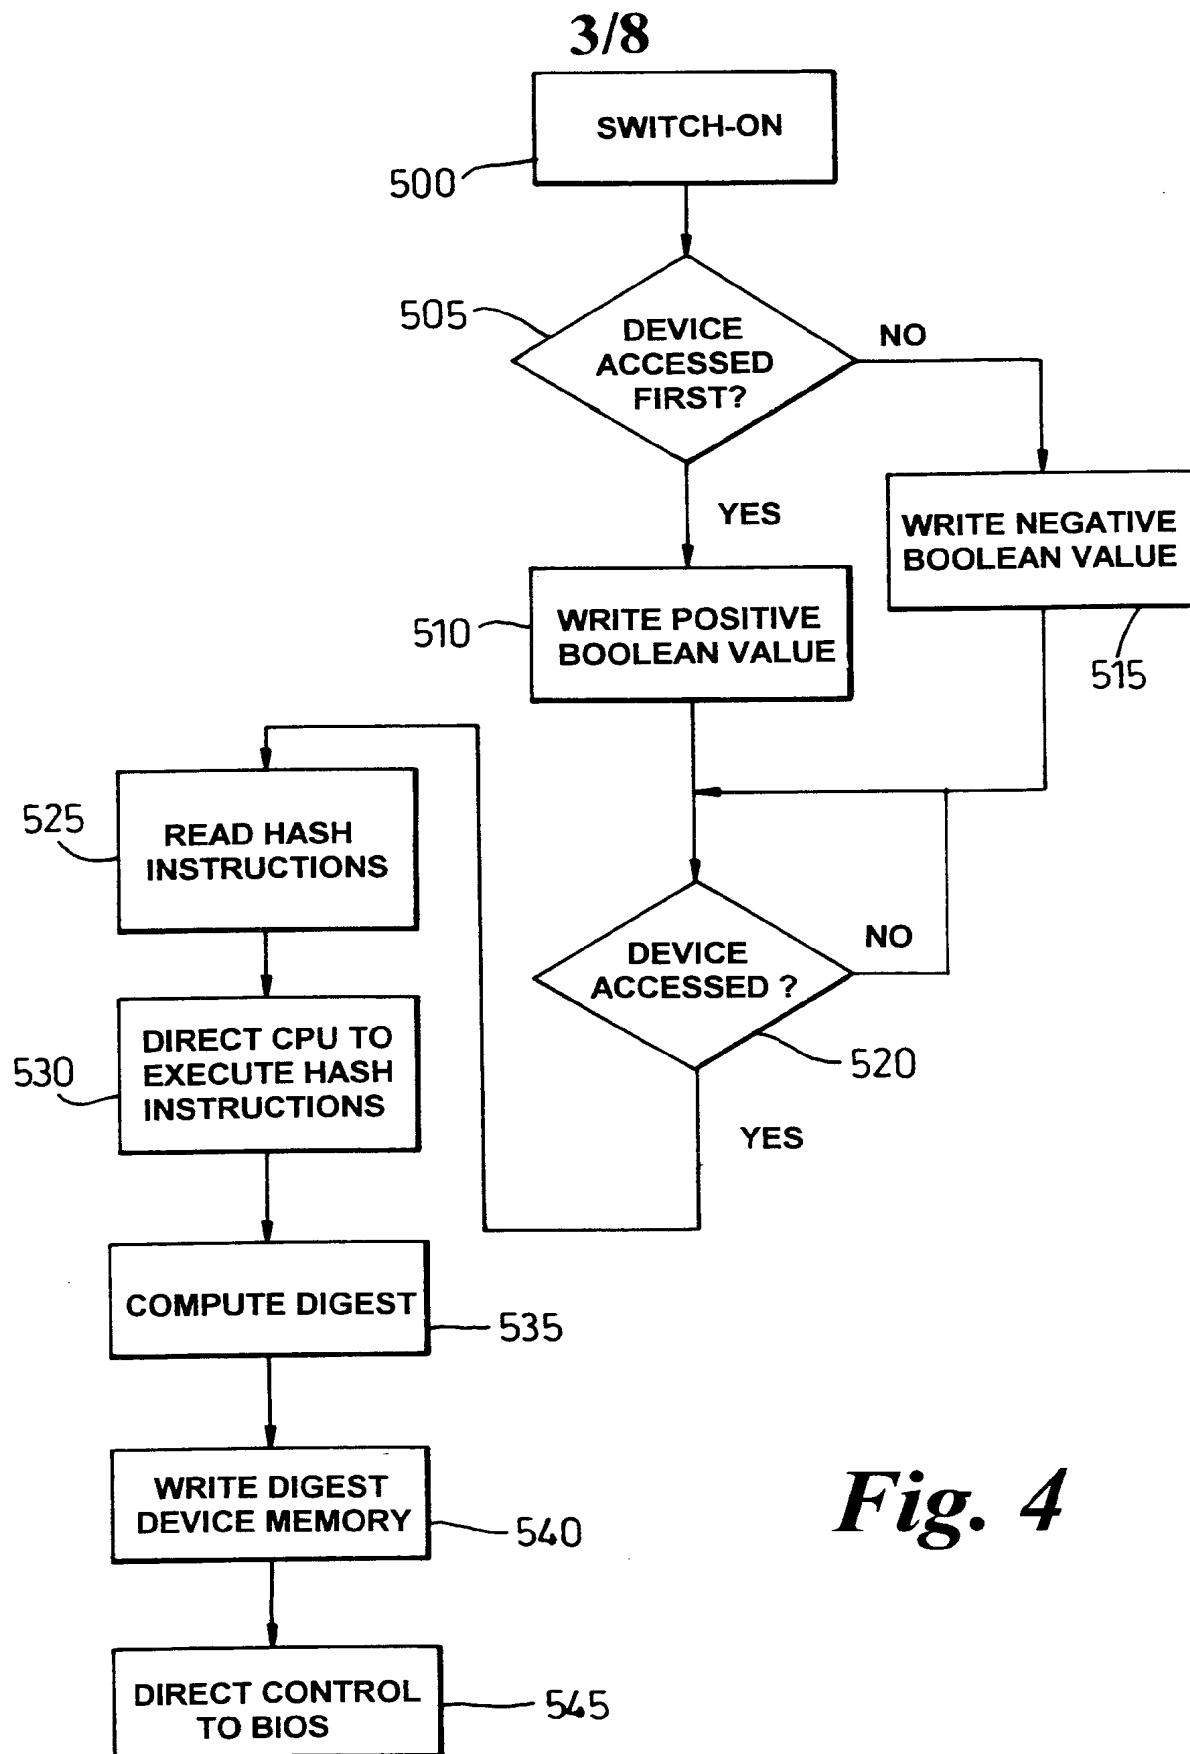 3/8
SWITCH-ON
500
505
DEVICE
ACCESSED
FIRST?
NO
YES
WRITE NEGATIVE
BOOLEAN VALUE
515
510
WRITE POSITIVE
BOOLEAN VALUE
525
READ HASH
INSTRUCTIONS
DEVICE
ACCESSED ?
NO
520
YES
530
DIRECT CPU TO
EXECUTE HASH
INSTRUCTIONS
COMPUTE DIGEST
535
WRITE DIGEST
DEVICE MEMORY
540
DIRECT CONTROL
TO BIOS
545
Fig. 4